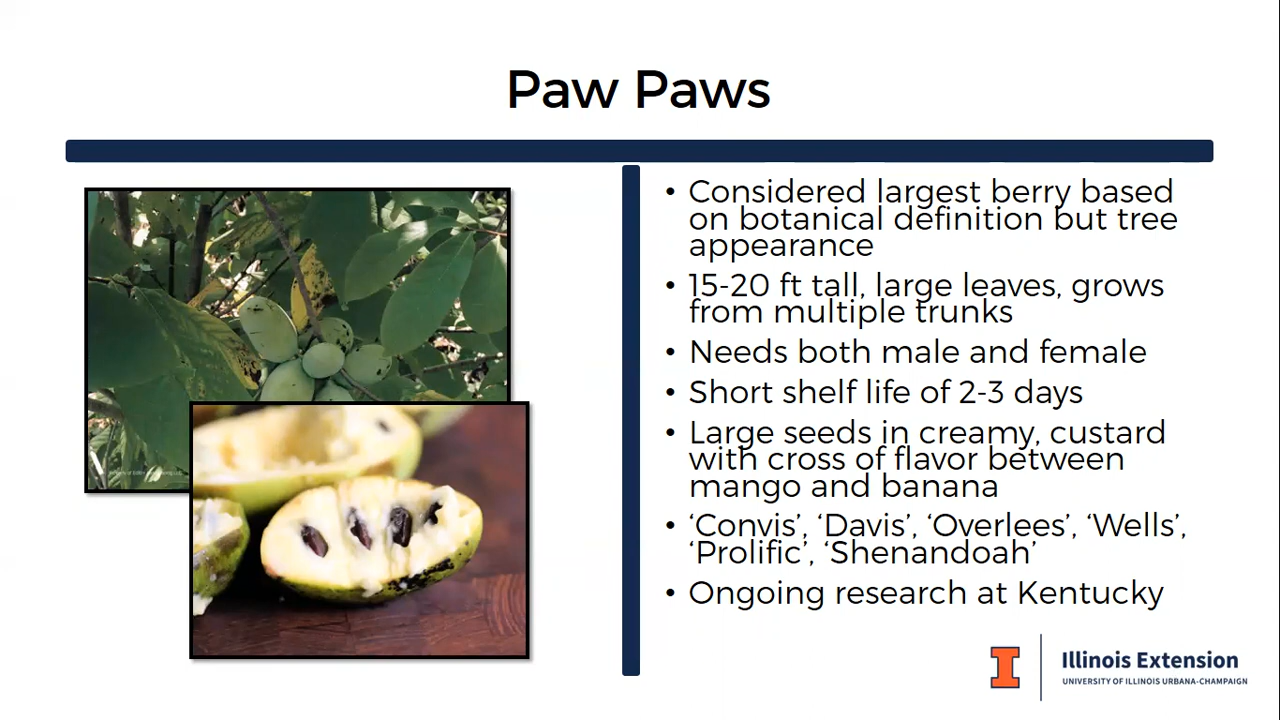 Paw Paws
• Considered largest berry based
on botanical definition but tree
appearance
• 15-20 ft tall, large leaves, grows
from multiple trunks
• Needs both male and female
• Short shelf life of 2-3 days
• Large seeds in creamy, custard
with cross of flavor between
mango and banana
• ‘Convis’, ‘Davis’, ‘Overlees’, ‘Wells’,
‘Prolific’, ‘Shenandoah’
• Ongoing research at Kentucky
Illinois Extension
UNIVERSITY OF ILLINOIS URBANA-CHAMPAIGN